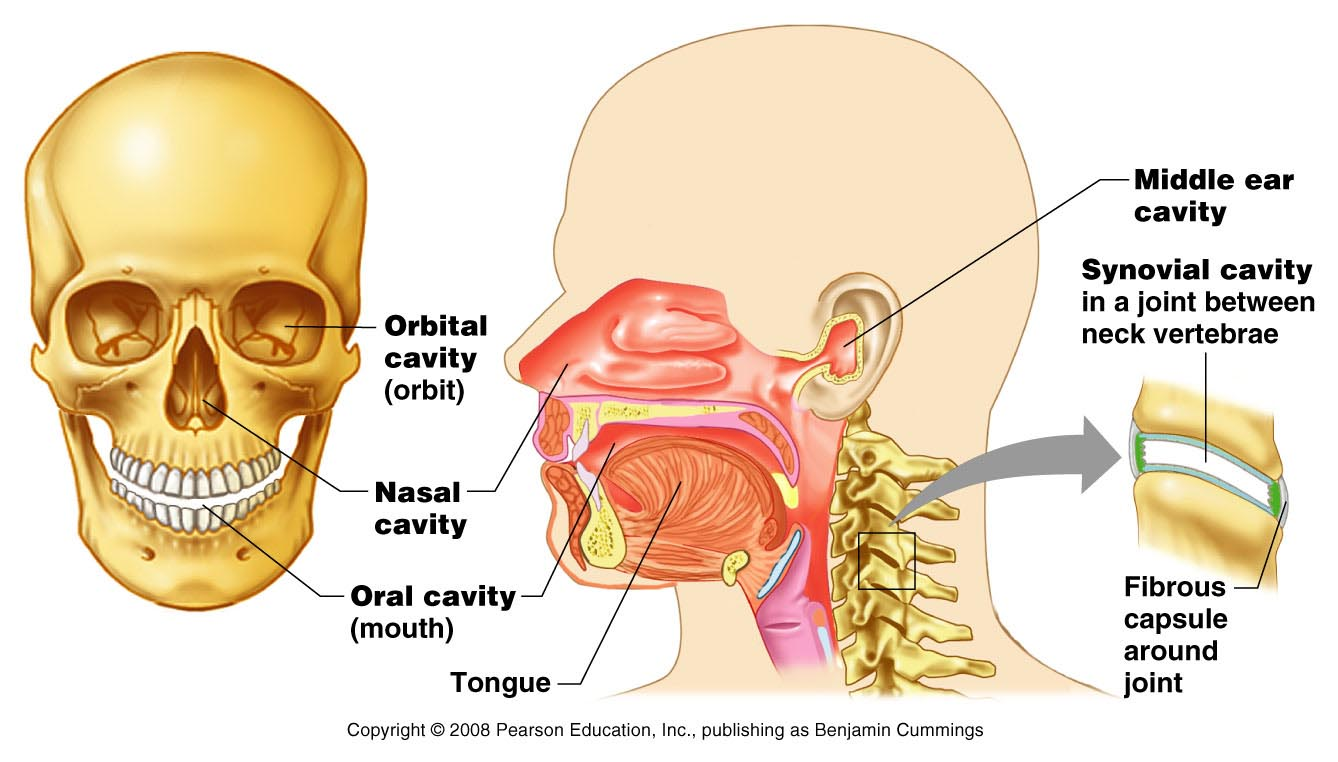 Middle ear
cavity
Synovial cavity
in a joint between
neck vertebrae
Orbital
cavity
(orbit)
Nasal
cavity
Oral cavity
(mouth)
Tongue
Fibrous
capsule
around
joint
Copyright © 2008 Pearson Education, Inc., publishing as Benjamin Cummings